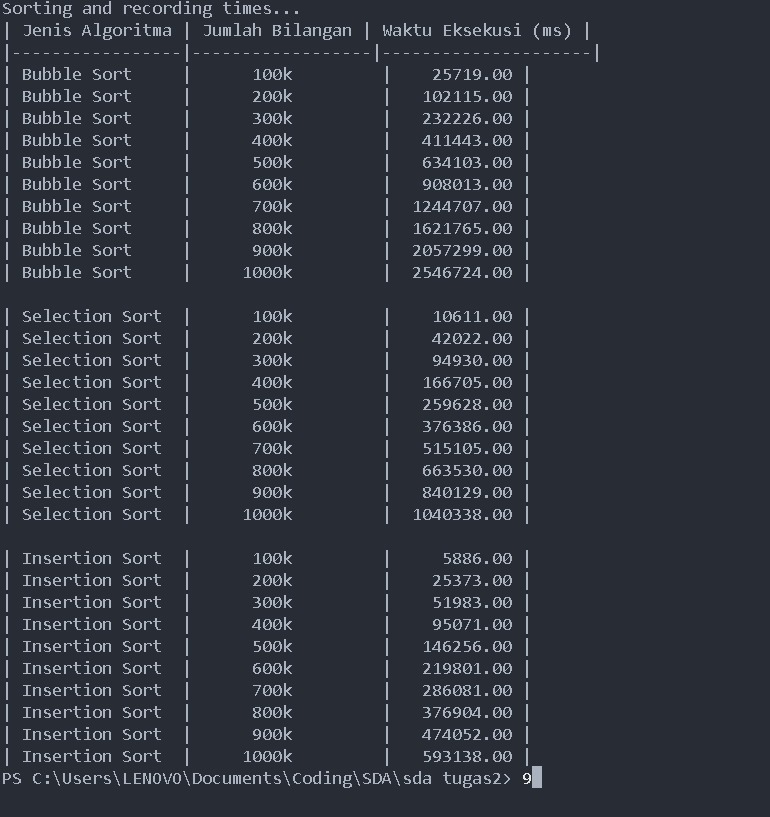 Sorting and recording times...
| Jenis Algoritma | Jumlah Bilangan | Waktu Eksekusi (ms) |
|-----------------|------------------|---------------------|
| Bubble Sort     |      100k         |    25719.00 |
| Bubble Sort     |      200k         |   102115.00 |
| Bubble Sort     |      300k         |   232226.00 |
| Bubble Sort     |      400k         |   411443.00 |
| Bubble Sort     |      500k         |   634103.00 |
| Bubble Sort     |      600k         |   908013.00 |
| Bubble Sort     |      700k         |  1244707.00 |
| Bubble Sort     |      800k         |  1621765.00 |
| Bubble Sort     |      900k         |  2057299.00 |
| Bubble Sort     |     1000k         |  2546724.00 |

| Selection Sort  |      100k         |    10611.00 |
| Selection Sort  |      200k         |    42022.00 |
| Selection Sort  |      300k         |    94930.00 |
| Selection Sort  |      400k         |   166705.00 |
| Selection Sort  |      500k         |   259628.00 |
| Selection Sort  |      600k         |   376386.00 |
| Selection Sort  |      700k         |   515105.00 |
| Selection Sort  |      800k         |   663530.00 |
| Selection Sort  |      900k         |   840129.00 |
| Selection Sort  |     1000k         |  1040338.00 |

| Insertion Sort  |      100k         |     5886.00 |
| Insertion Sort  |      200k         |    25373.00 |
| Insertion Sort  |      300k         |    51983.00 |
| Insertion Sort  |      400k         |    95071.00 |
| Insertion Sort  |      500k         |   146256.00 |
| Insertion Sort  |      600k         |   219801.00 |
| Insertion Sort  |      700k         |   286081.00 |
| Insertion Sort  |      800k         |   376904.00 |
| Insertion Sort  |      900k         |   474052.00 |
| Insertion Sort  |     1000k         |   593138.00 |
PS C:\Users\LENOVO\Documents\Coding\SDA\sda tugas2> 9